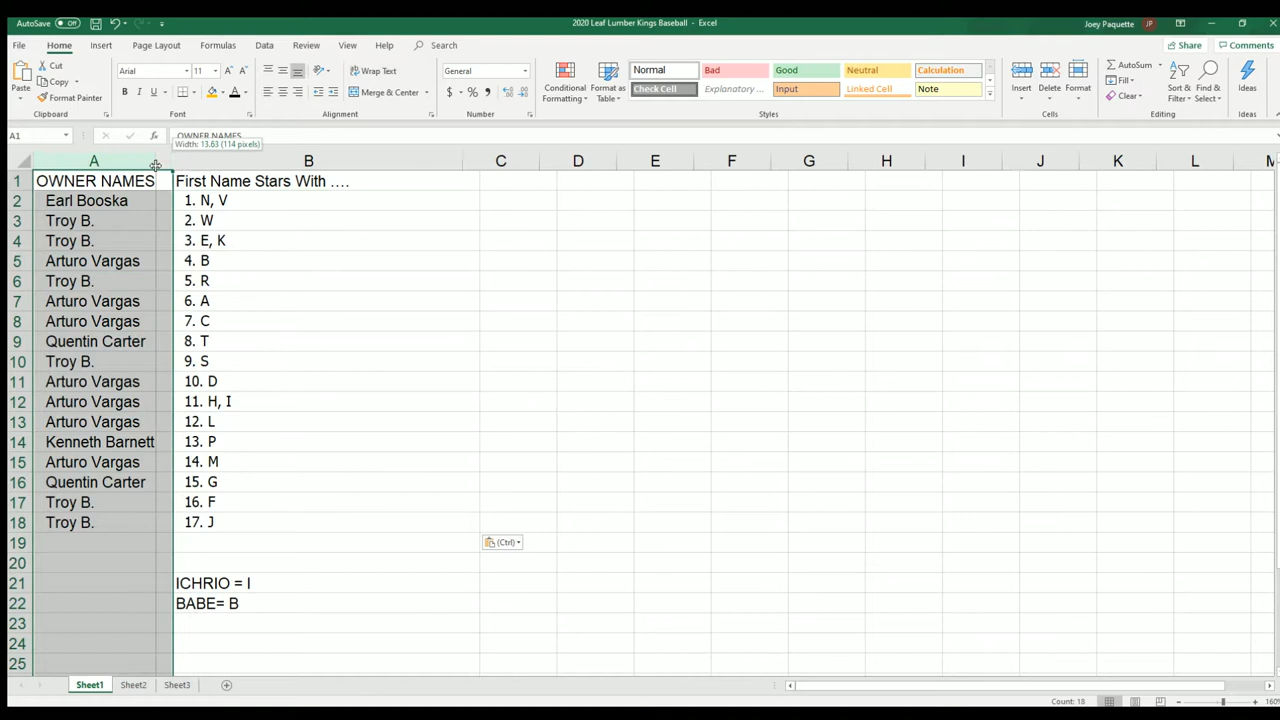 AutoSave Off 2020 Leaf Lumber Kings Baseball - Excel Joey Paquette JP
File Home Insert Page Layout Formulas Data Review View Help Search Share Comments
Paste Cut Copy Format Painter Clipboard
Arial 11 B I U A A A Font
Wrap Text Merge & Center Alignment
General $ % Number
Conditional Formatting Format as Table Normal Bad Good Neutral Calculation
Check Cell Explanatory ... Input Linked Cell Note Styles
Insert Delete Format Cells
AutoSum Fill Clear Sort & Filter Find & Select Editing
Ideas Ideas
A1 fx OWNER NAMES
Width: 13.63 (114 pixels)
A B C D E F G H I J K L M
1 OWNER NAMES First Name Stars With ....
2 Earl Booska 1. N, V
3 Troy B. 2. W
4 Troy B. 3. E, K
5 Arturo Vargas 4. B
6 Troy B. 5. R
7 Arturo Vargas 6. A
8 Arturo Vargas 7. C
9 Quentin Carter 8. T
10 Troy B. 9. S
11 Arturo Vargas 10. D
12 Arturo Vargas 11. H, I
13 Arturo Vargas 12. L
14 Kenneth Barnett 13. P
15 Arturo Vargas 14. M
16 Quentin Carter 15. G
17 Troy B. 16. F
18 Troy B. 17. J
19 (Ctrl)
20
21 ICHRIO = I
22 BABE= B
23
24
25
Sheet1 Sheet2 Sheet3
Count: 18 160%